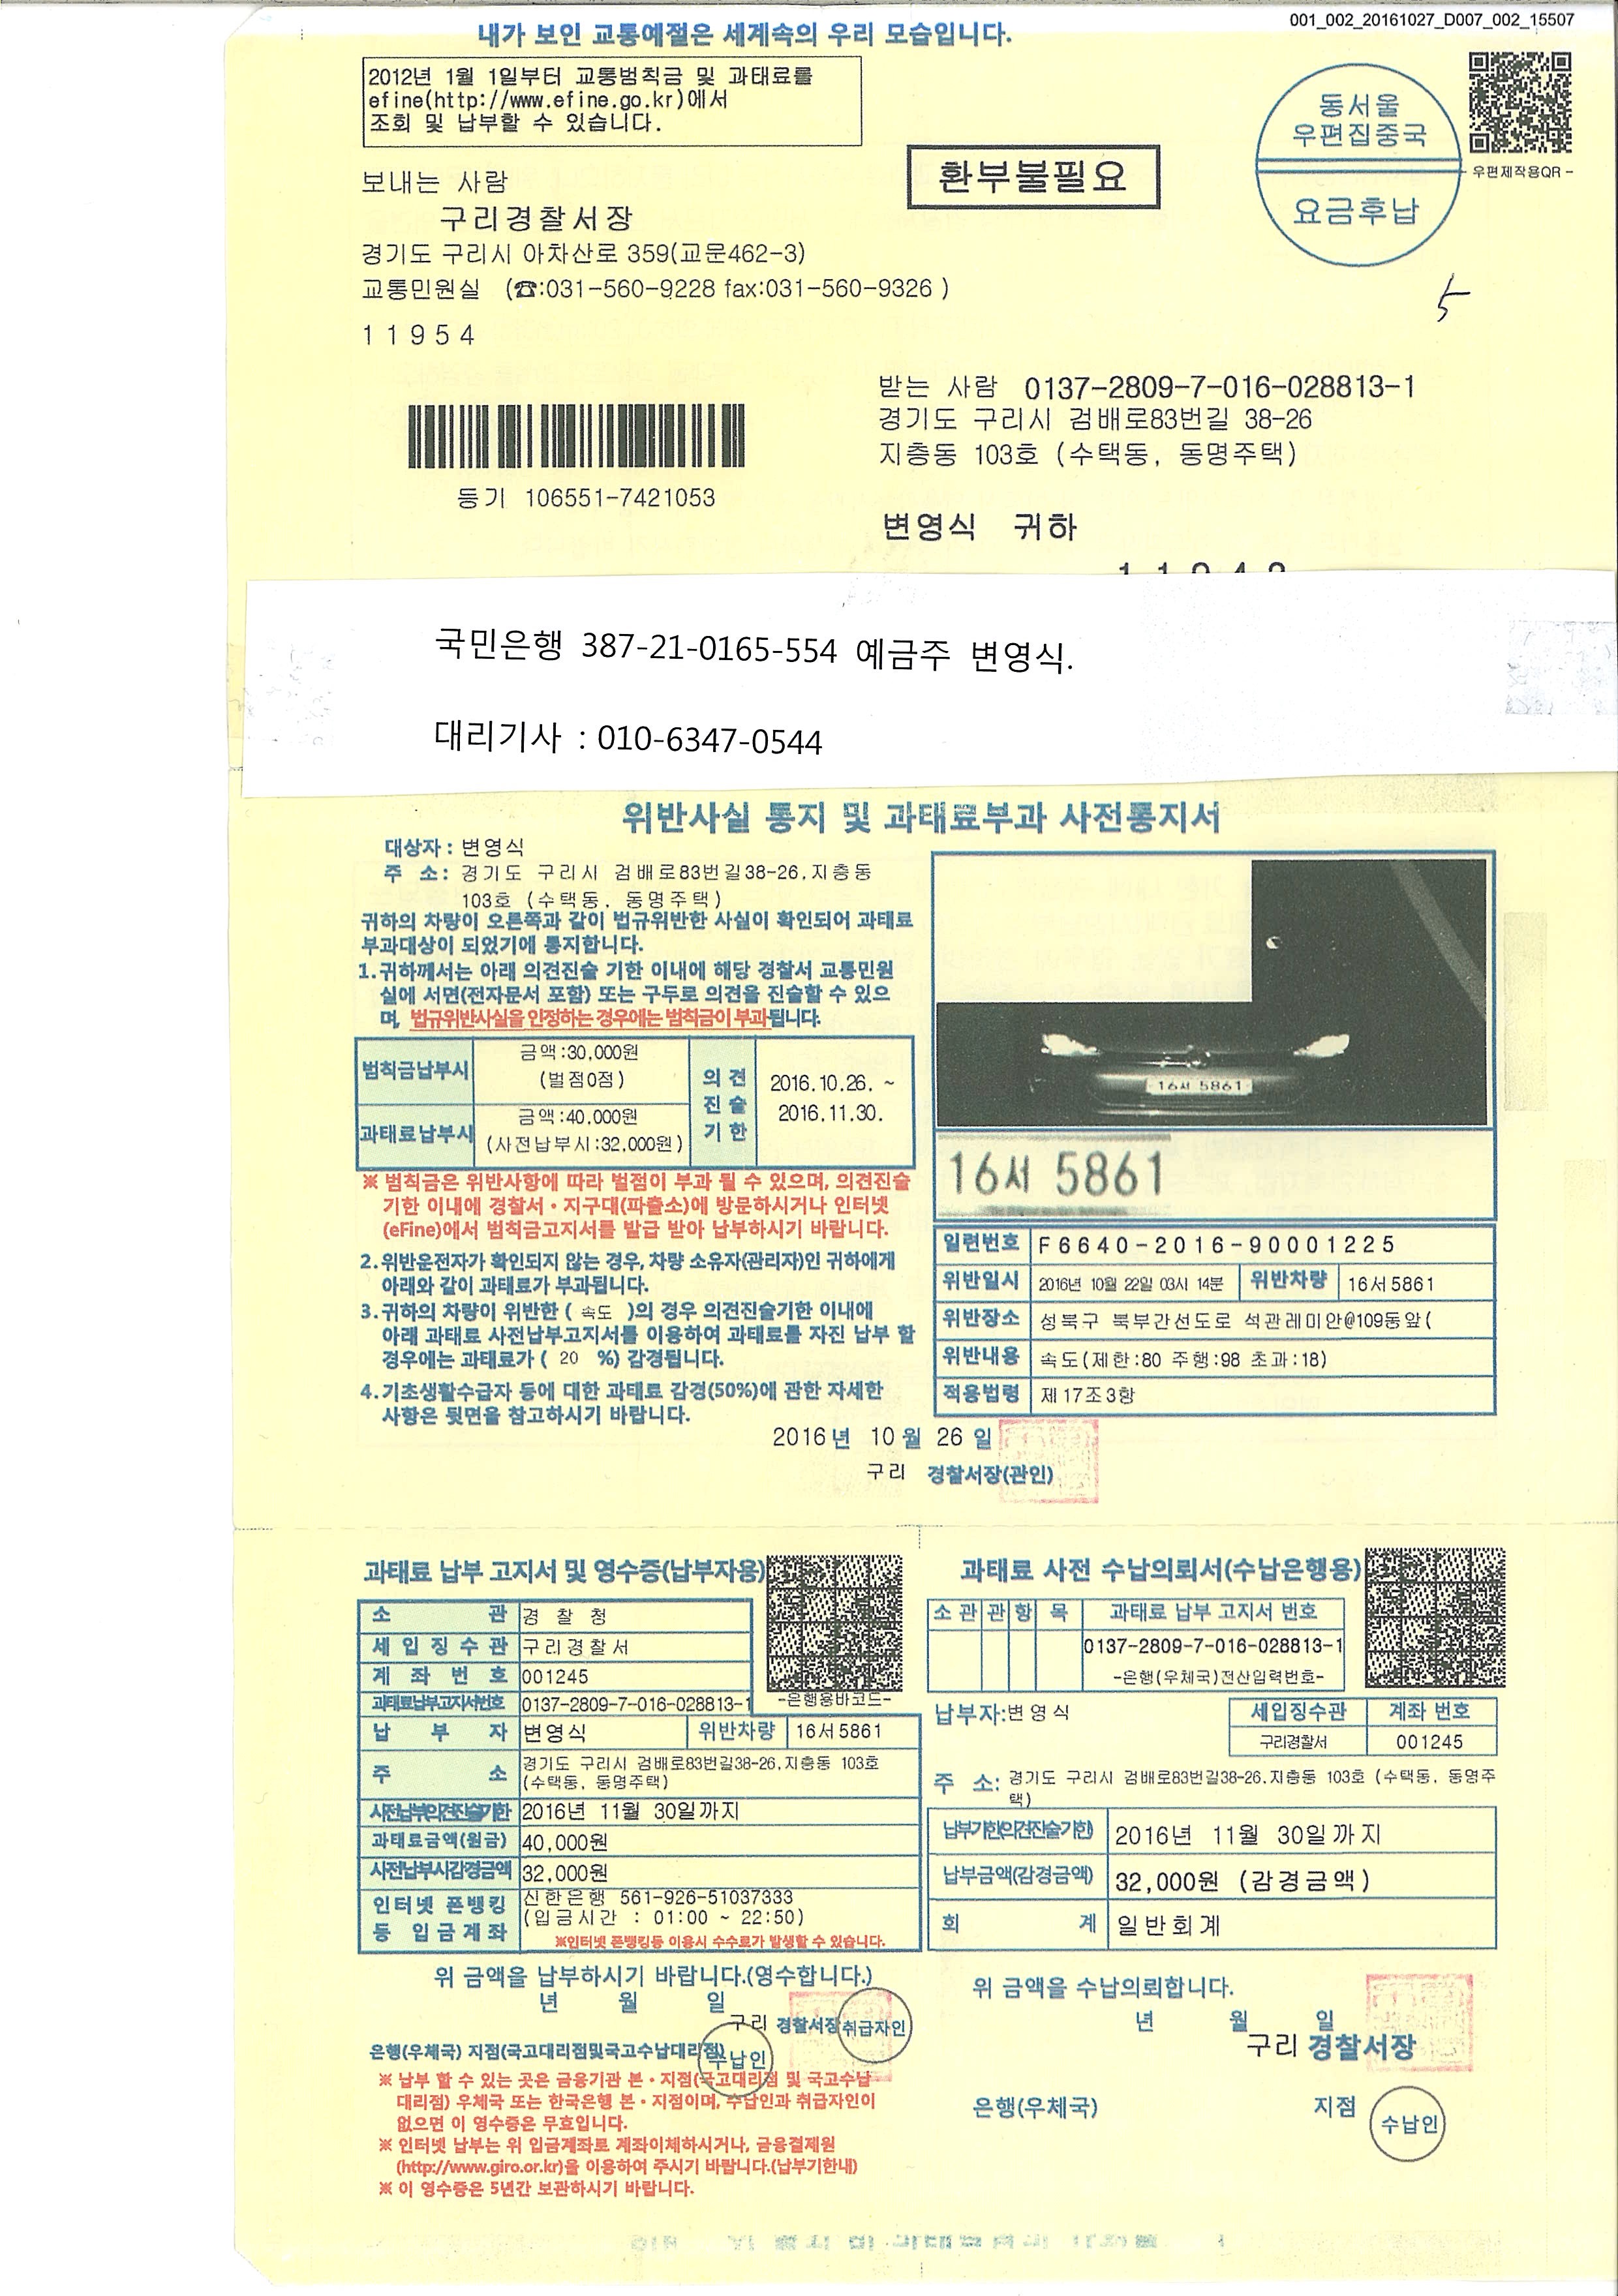 001_002_20161027_D007_002_15507
내가 보인 교통예절은 세계속의 우리 모습입니다.
2012년 1월 1일부터 교통범칙금 및 과태료를
efine(http://www.efine.go.kr)에서
조회 및 납부할 수 있습니다.
환부불필요
동서울
우편집중국
요금후납
우편제작용QR -
보내는 사람
구리경찰서장
경기도 구리시 아차산로 359(교문462-3)
교통민원실 (☎:031-560-9228 fax:031-560-9326 )
11954
5
받는 사람 0137-2809-7-016-028813-1
경기도 구리시 검배로83번길 38-26
지층동 103호 (수택동, 동명주택)
등기 106551-7421053
변영식 귀하
국민은행 387-21-0165-554 예금주 변영식.
대리기사 : 010-6347-0544
위반사실 통지 및 과태료부과 사전통지서
대상자 : 변영식
주 소 : 경기도 구리시 검배로83번길38-26,지층동
103호 (수택동, 동명주택)
귀하의 차량이 오른쪽과 같이 법규위반한 사실이 확인되어 과태료
부과대상이 되었기에 통지합니다.
1. 귀하께서는 아래 의견진술 기한 이내에 해당 경찰서 교통민원
실에 서면(전자문서 포함) 또는 구두로 의견을 진술할 수 있으
며, 법규위반사실을 인정하는 경우에는 범칙금이 부과됩니다.
범칙금납부시 금액:30,000원
(벌점0점)
과태료납부시 금액:40,000원
(사전납부시:32,000원)
의견
진술
기한
2016.10.26. ~
2016.11.30.
※ 범칙금은 위반사항에 따라 벌점이 부과 될 수 있으며, 의견진술
기한 이내에 경찰서·지구대(파출소)에 방문하시거나 인터넷
(eFine)에서 범칙금고지서를 발급 받아 납부하시기 바랍니다.
2. 위반운전자가 확인되지 않는 경우, 차량 소유자(관리자)인 귀하에게
아래와 같이 과태료가 부과됩니다.
3. 귀하의 차량이 위반한 ( 속도 )의 경우 의견진술기한 이내에
아래 과태료 사전납부고지서를 이용하여 과태료를 자진 납부 할
경우에는 과태료가 ( 20 %) 감경됩니다.
4. 기초생활수급자 등에 대한 과태료 감경(50%)에 관한 자세한
사항은 뒷면을 참고하시기 바랍니다.
16서 5861
16서 5861
일련번호 F6640-2016-90001225
위반일시 2016년 10월 22일 03시 14분 위반차량 16서5861
위반장소 성북구 북부간선도로 석관레미안@109동앞(
위반내용 속도(제한:80 주행:98 초과:18)
적용법령 제17조3항
2016년 10월 26일
구리 경찰서장(관인)
과태료 납부 고지서 및 영수증(납부자용)
소 관 경 찰 청
세입징수관 구리경찰서
계좌번호 001245
과태료납부고지서번호 0137-2809-7-016-028813-1
-은행용바코드-
납 부 자 변영식 위반차량 16서5861
주 소 경기도 구리시 검배로83번길38-26,지층동 103호
(수택동, 동명주택)
사전납부(의견진술)기한 2016년 11월 30일까지
과태료금액(원금) 40,000원
사전납부시감경금액 32,000원
인터넷 폰뱅킹
등 입금계좌
신한은행 561-926-51037333
(입금시간 : 01:00 ~ 22:50)
※인터넷 폰뱅킹등 이용시 수수료가 발생할 수 있습니다.
위 금액을 납부하시기 바랍니다.(영수합니다.)
년 월 일
구리 경찰서장
취급자인
은행(우체국) 지점(국고대리점및국고수납대리점)
수납인
※ 납부 할 수 있는 곳은 금융기관 본·지점(국고대리점 및 국고수납
대리점) 우체국 또는 한국은행 본·지점이며, 수납인과 취급자인이
없으면 이 영수증은 무효입니다.
※ 인터넷 납부는 위 입금계좌로 계좌이체하시거나, 금융결제원
(http://www.giro.or.kr)을 이용하여 주시기 바랍니다.(납부기한내)
※ 이 영수증은 5년간 보관하시기 바랍니다.
과태료 사전 수납의뢰서(수납은행용)
소관 관 항 목 과태료 납부 고지서 번호
0137-2809-7-016-028813-1
-은행(우체국)전산입력번호-
납부자:변영식
세입징수관 계좌 번호
구리경찰서 001245
주 소: 경기도 구리시 검배로83번길38-26,지층동 103호 (수택동, 동명주
택)
납부기한(의견진술기한) 2016년 11월 30일까지
납부금액(감경금액) 32,000원 (감경금액)
회 계 일반회계
위 금액을 수납의뢰합니다.
년 월 일
구리 경찰서장
은행(우체국) 지점
수납인